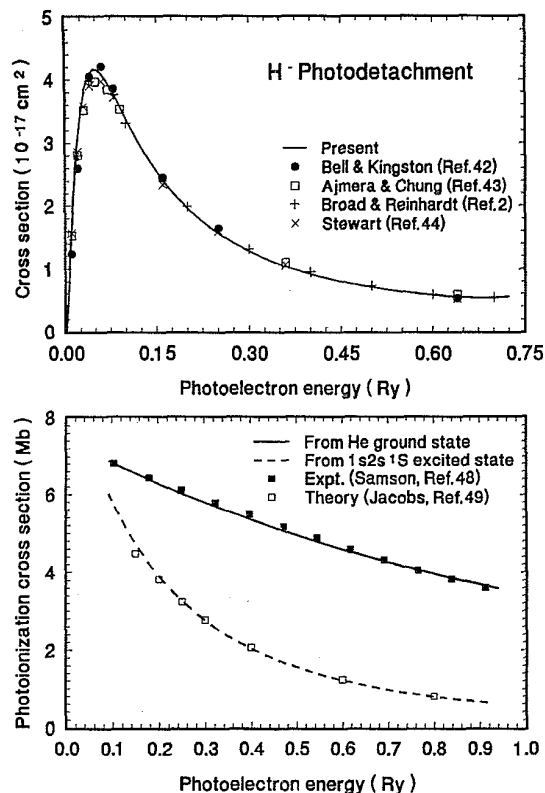 H⁻ Photodetachment
Cross section (10⁻¹⁷ cm²)
5
4
3
2
1
0
Present
Bell & Kingston (Ref.42)
Ajmera & Chung (Ref.43)
Broad & Reinhardt (Ref.2)
Stewart (Ref.44)
0.00 0.15 0.30 0.45 0.60 0.75
Photoelectron energy (Ry)
Photoionization cross section (Mb)
8
6
4
2
0
From He ground state
From 1s2s ¹S excited state
Expt. (Samson, Ref.48)
Theory (Jacobs, Ref.49)
0.0 0.1 0.2 0.3 0.4 0.5 0.6 0.7 0.8 0.9 1.0
Photoelectron energy (Ry)